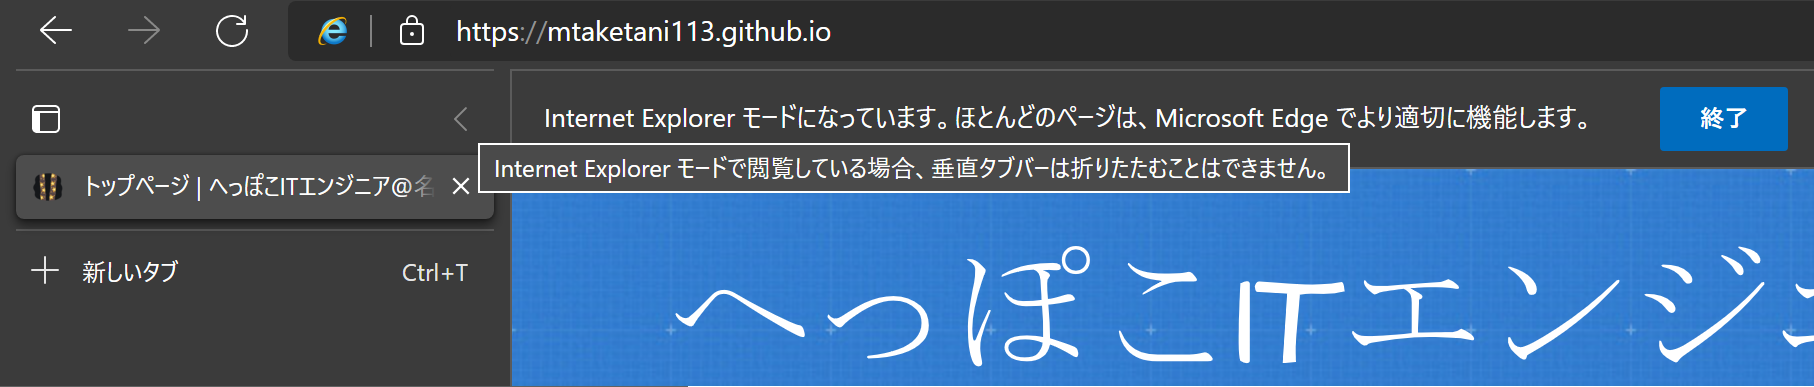 https://mtaketani113.github.io
Internet Explorer モードになっています。ほとんどのページは、Microsoft Edge でより適切に機能します。
終了
Internet Explorer モードで閲覧している場合、垂直タブバーは折りたたむことはできません。
トップページ | へっぽこITエンジニア@名
新しいタブ
Ctrl+T
へっぽこITエンジニ